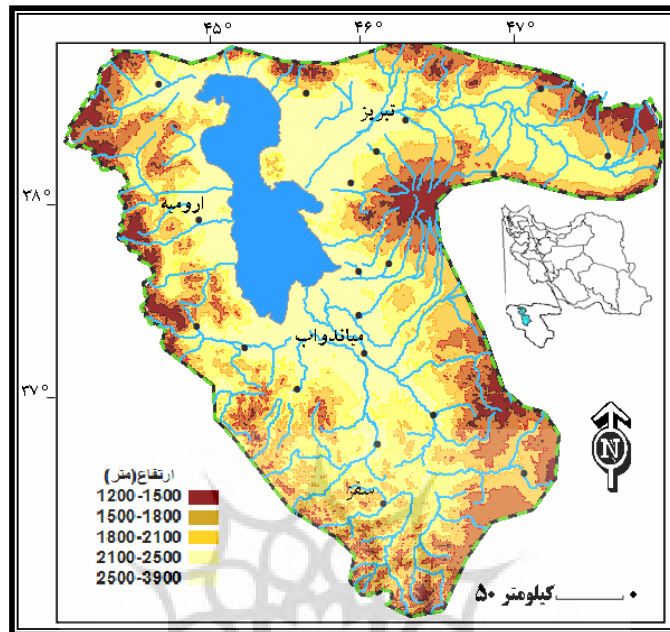 ۴۵° ۴۶° ۴۷°
تبریز
۳۸°
ارومیه
میاندواب
۳۷°
سقز
ارتفاع(متر)
1200-1500
1500-1800
1800-2100
2100-2500
2500-3900
N
۵۰ کیلومتر ۰